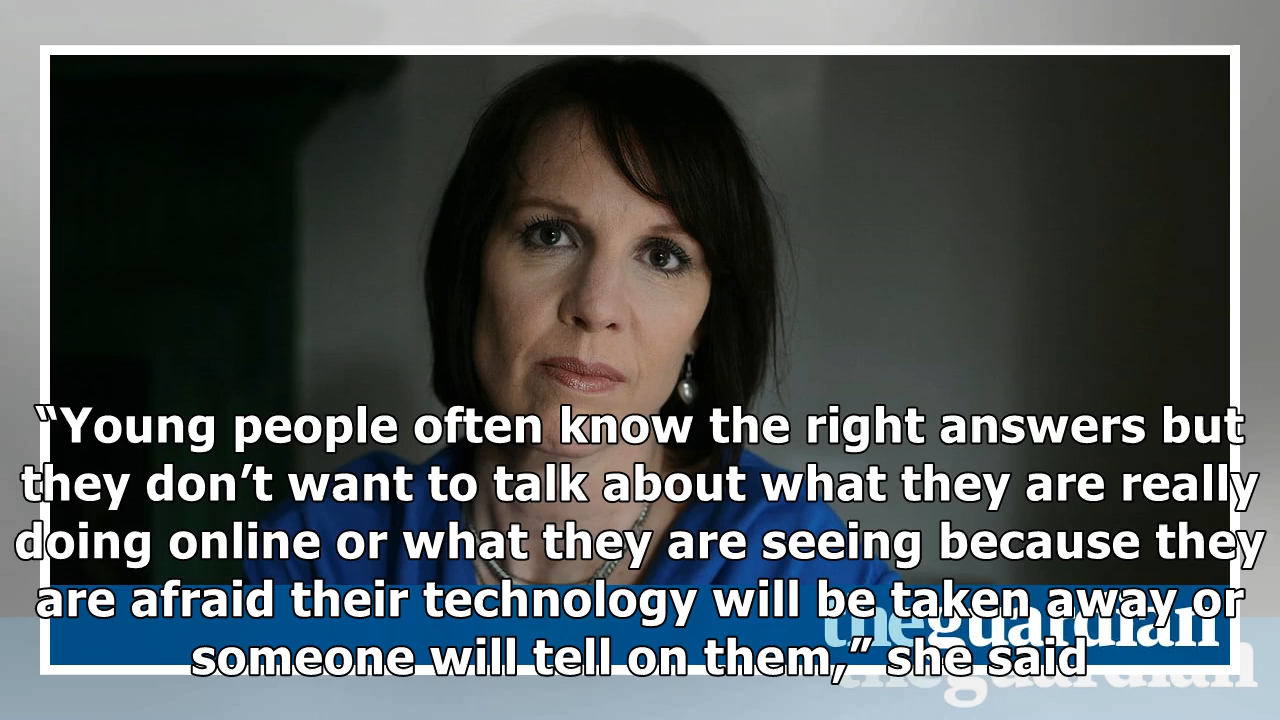 “Young people often know the right answers but
they don’t want to talk about what they are really
doing online or what they are seeing because they
are afraid their technology will be taken away or
someone will tell on them,” she said
theguardian
theguardian